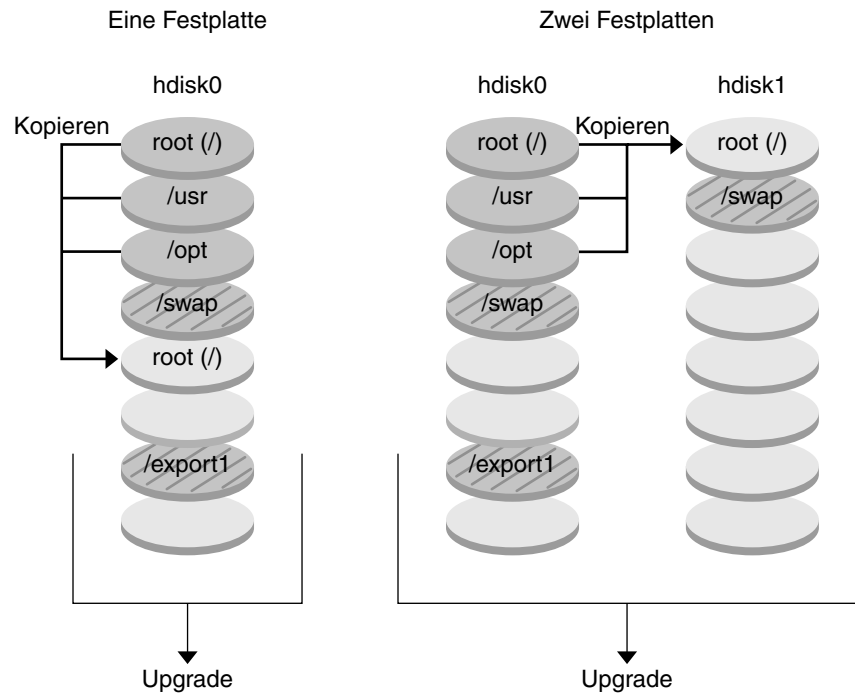 Eine Festplatte
hdisk0
Kopieren
root (/)
/usr
/opt
/swap
root (/)
/export1
Upgrade
Zwei Festplatten
hdisk0
hdisk1
root (/)
Kopieren
root (/)
/usr
/swap
/opt
/swap
/export1
Upgrade